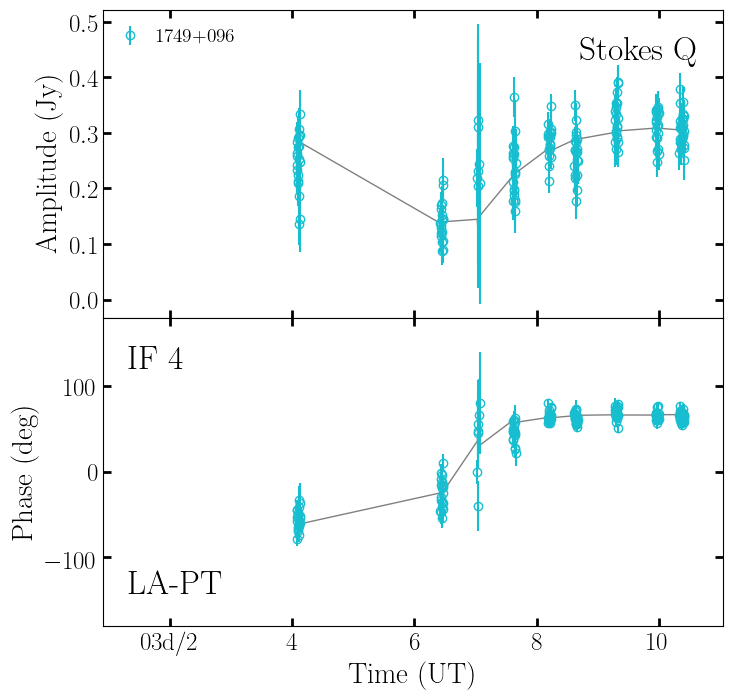 1749+096
Stokes Q
Amplitude (Jy)
0.5
0.4
0.3
0.2
0.1
0.0
IF 4
Phase (deg)
100
0
−100
LA-PT
03d/2 4 6 8 10
Time (UT)